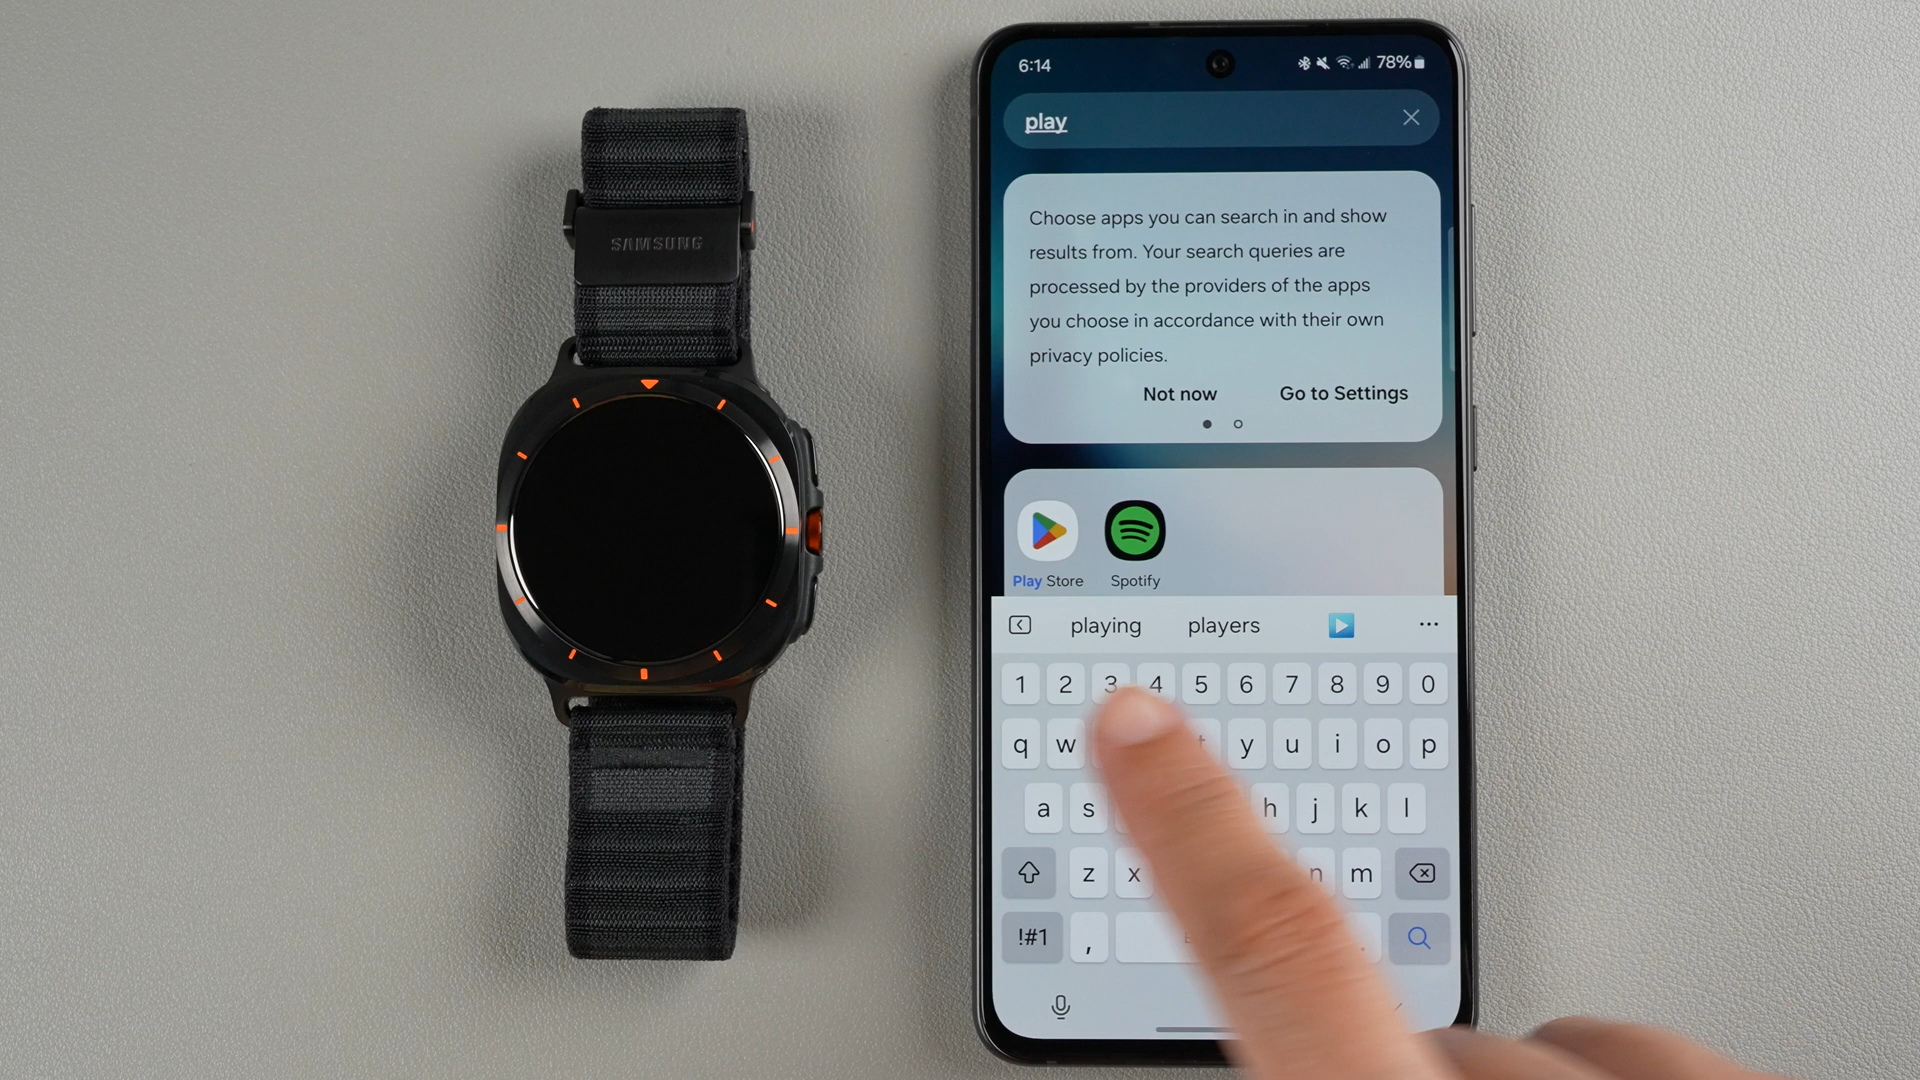 SAMSUNG
6:14
78%
play
Choose apps you can search in and show
results from. Your search queries are
processed by the providers of the apps
you choose in accordance with their own
privacy policies.
Not now
Go to Settings
Play Store
Spotify
playing
players
1 2 3 4 5 6 7 8 9 0
q w t y u i o p
a s h j k l
z x n m
!#1 , .